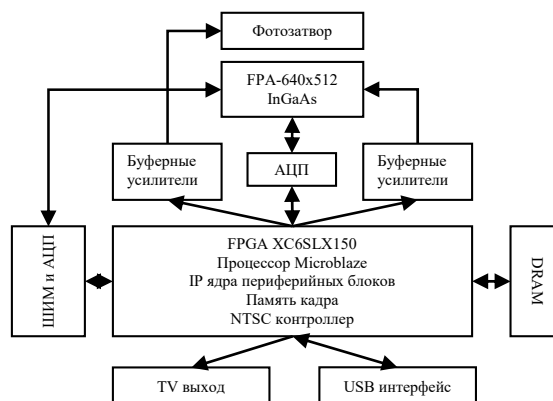 Фотозатвор
FPA-640x512
InGaAs
Буферные
усилители
АЦП
Буферные
усилители
ШИМ и АЦП
FPGA XC6SLX150
Процессор Microblaze
IP ядра периферийных блоков
Память кадра
NTSC контроллер
DRAM
TV выход
USB интерфейс